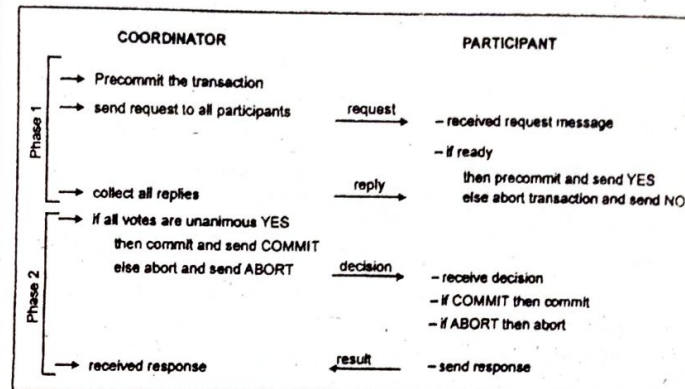 COORDINATOR PARTICIPANT
Phase 1
Precommit the transaction
send request to all participants request – received request message
– if ready
then precommit and send YES
collect all replies reply else abort transaction and send NO
Phase 2
if all votes are unanimous YES
then commit and send COMMIT
else abort and send ABORT decision – receive decision
– if COMMIT then commit
– if ABORT then abort
received response result – send response